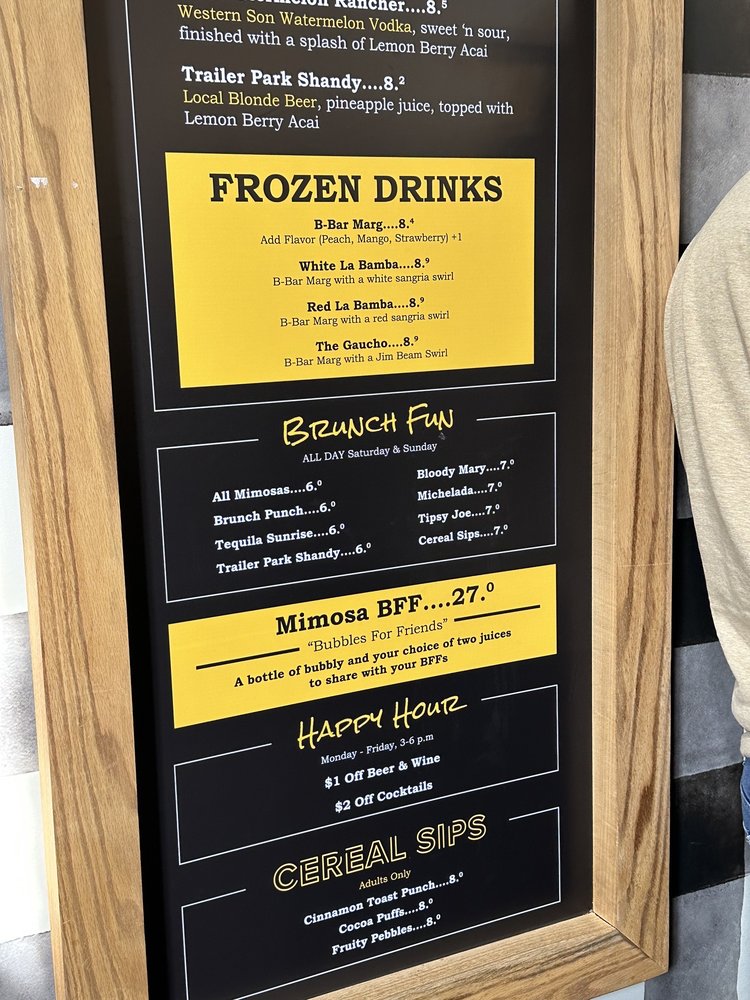 Rancher....8.⁵
Western Son Watermelon Vodka, sweet ‘n sour,
finished with a splash of Lemon Berry Acai
Trailer Park Shandy....8.²
Local Blonde Beer, pineapple juice, topped with
Lemon Berry Acai
FROZEN DRINKS
B-Bar Marg....8.⁴
Add Flavor (Peach, Mango, Strawberry) +1
White La Bamba....8.⁹
B-Bar Marg with a white sangria swirl
Red La Bamba....8.⁹
B-Bar Marg with a red sangria swirl
The Gaucho....8.⁹
B-Bar Marg with a Jim Beam Swirl
BRUNCH FUN
ALL DAY Saturday & Sunday
All Mimosas....6.⁰
Brunch Punch....6.⁰
Tequila Sunrise....6.⁰
Trailer Park Shandy....6.⁰
Bloody Mary....7.⁰
Michelada....7.⁰
Tipsy Joe....7.⁰
Cereal Sips....7.⁰
Mimosa BFF....27.⁰
“Bubbles For Friends”
A bottle of bubbly and your choice of two juices
to share with your BFFs
HAPPY HOUR
Monday - Friday, 3-6 p.m
$1 Off Beer & Wine
$2 Off Cocktails
CEREAL SIPS
Adults Only
Cinnamon Toast Punch....8.⁰
Cocoa Puffs....8.⁰
Fruity Pebbles....8.⁰